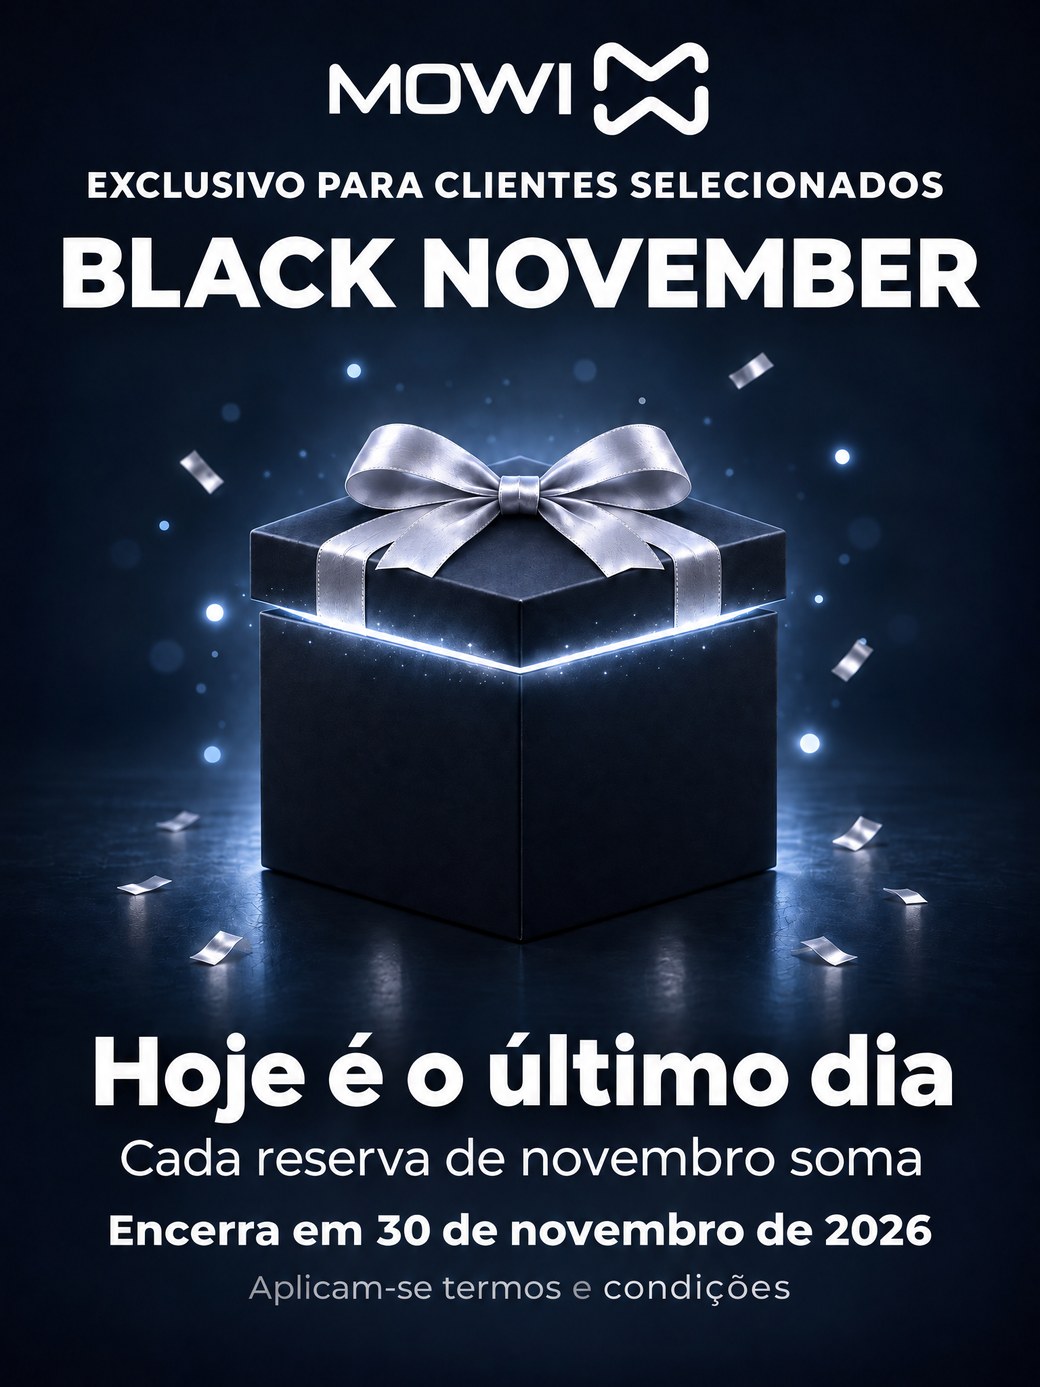 MOWI
EXCLUSIVO PARA CLIENTES SELECIONADOS
BLACK NOVEMBER
Hoje é o último dia
Cada reserva de novembro soma
Encerra em 30 de novembro de 2026
Aplicam-se termos e condições